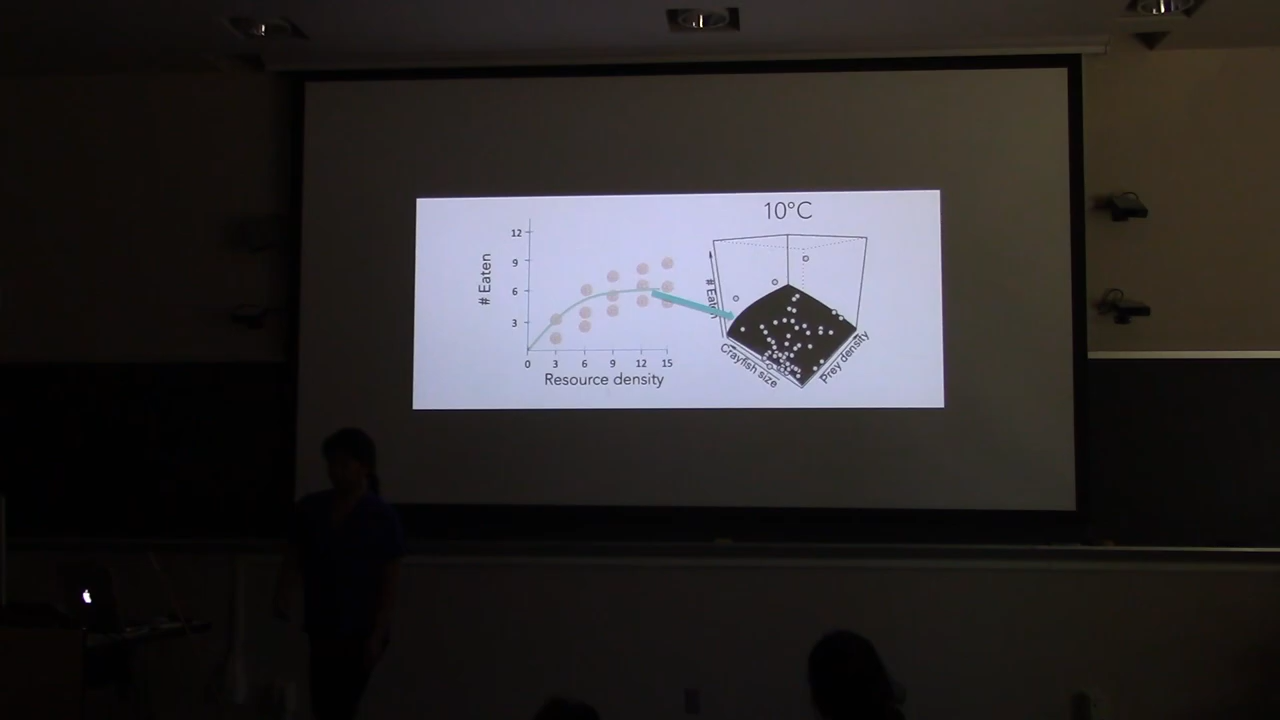 10°C
12
9
6
3
# Eaten
0 3 6 9 12 15
Resource density
# Eaten
Crayfish size
Prey density